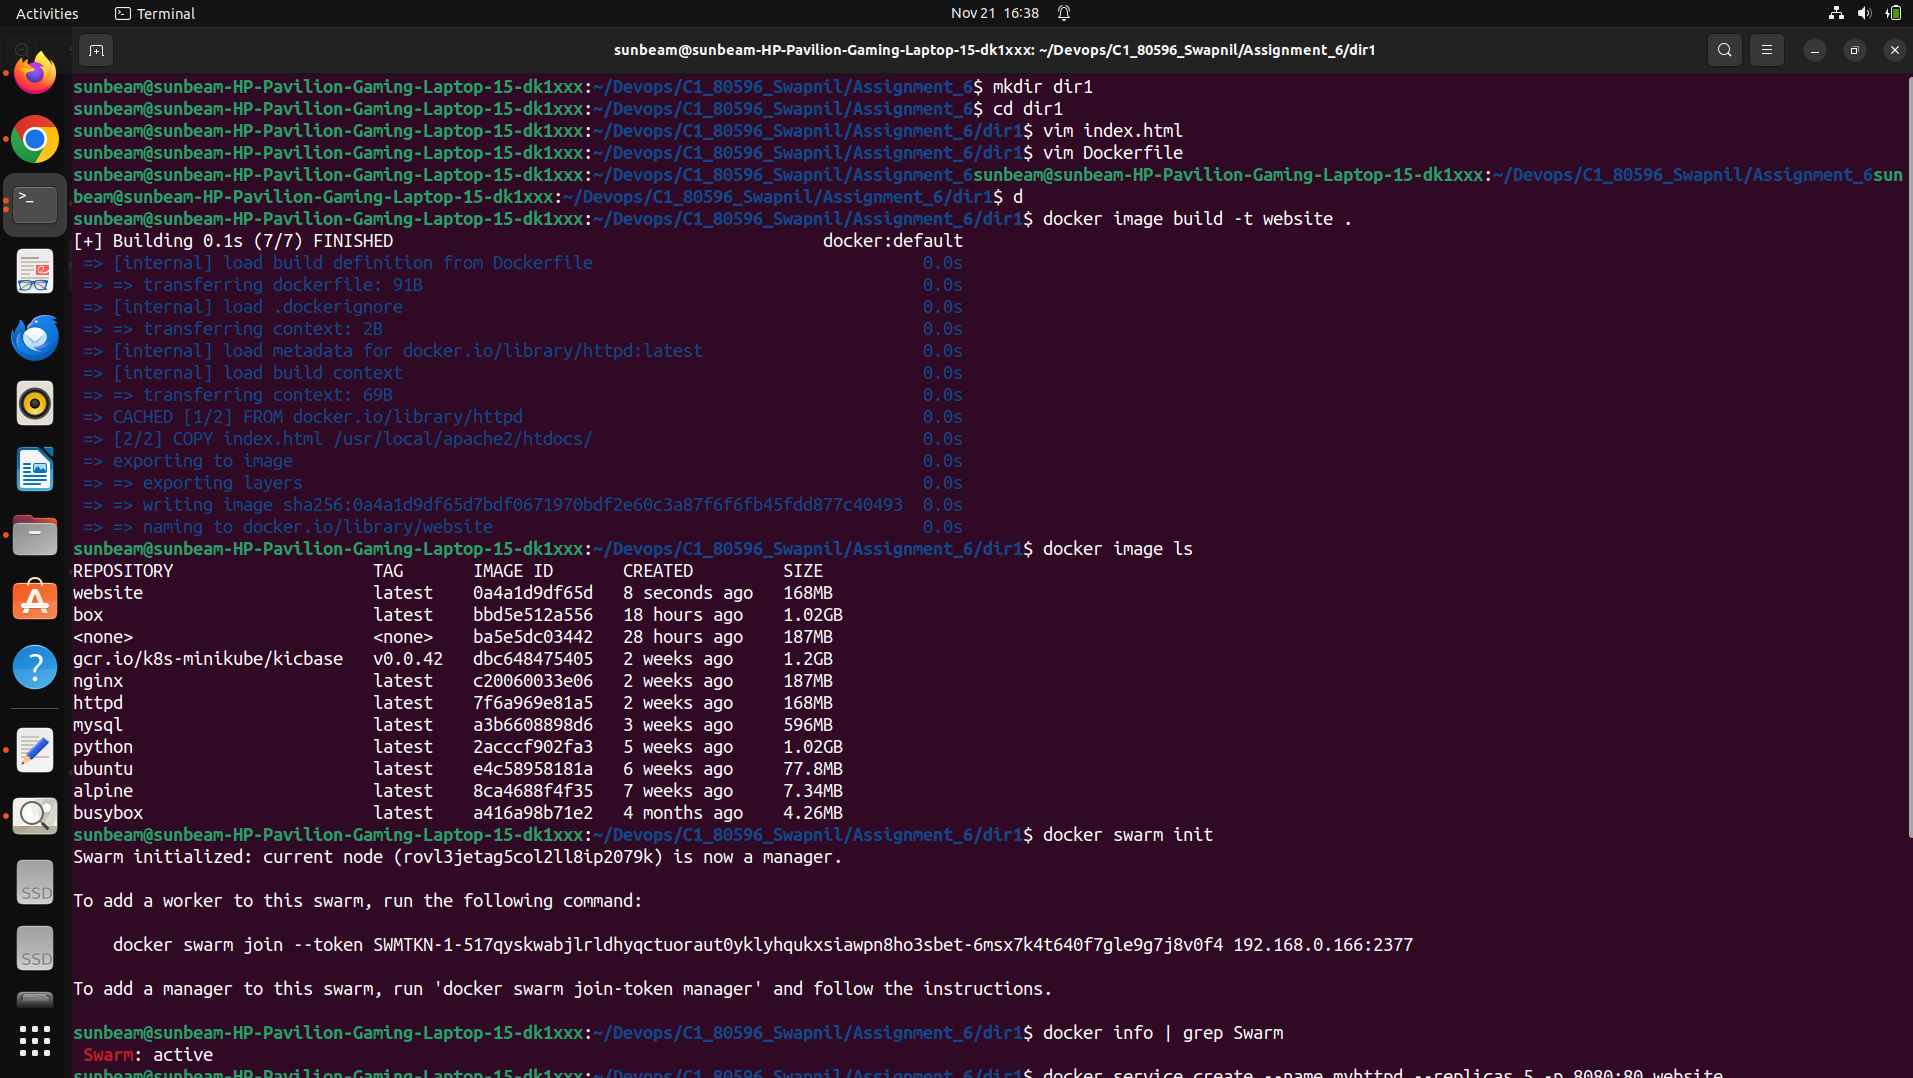 Activities Terminal Nov 21 16:38
sunbeam@sunbeam-HP-Pavilion-Gaming-Laptop-15-dk1xxx: ~/Devops/C1_80596_Swapnil/Assignment_6/dir1
sunbeam@sunbeam-HP-Pavilion-Gaming-Laptop-15-dk1xxx:~/Devops/C1_80596_Swapnil/Assignment_6$ mkdir dir1
sunbeam@sunbeam-HP-Pavilion-Gaming-Laptop-15-dk1xxx:~/Devops/C1_80596_Swapnil/Assignment_6$ cd dir1
sunbeam@sunbeam-HP-Pavilion-Gaming-Laptop-15-dk1xxx:~/Devops/C1_80596_Swapnil/Assignment_6/dir1$ vim index.html
sunbeam@sunbeam-HP-Pavilion-Gaming-Laptop-15-dk1xxx:~/Devops/C1_80596_Swapnil/Assignment_6/dir1$ vim Dockerfile
sunbeam@sunbeam-HP-Pavilion-Gaming-Laptop-15-dk1xxx:~/Devops/C1_80596_Swapnil/Assignment_6sunbeam@sunbeam-HP-Pavilion-Gaming-Laptop-15-dk1xxx:~/Devops/C1_80596_Swapnil/Assignment_6sun
beam@sunbeam-HP-Pavilion-Gaming-Laptop-15-dk1xxx:~/Devops/C1_80596_Swapnil/Assignment_6/dir1$ d
sunbeam@sunbeam-HP-Pavilion-Gaming-Laptop-15-dk1xxx:~/Devops/C1_80596_Swapnil/Assignment_6/dir1$ docker image build -t website .
[+] Building 0.1s (7/7) FINISHED docker:default
=> [internal] load build definition from Dockerfile 0.0s
=> => transferring dockerfile: 91B 0.0s
=> [internal] load .dockerignore 0.0s
=> => transferring context: 2B 0.0s
=> [internal] load metadata for docker.io/library/httpd:latest 0.0s
=> [internal] load build context 0.0s
=> => transferring context: 69B 0.0s
=> CACHED [1/2] FROM docker.io/library/httpd 0.0s
=> [2/2] COPY index.html /usr/local/apache2/htdocs/ 0.0s
=> exporting to image 0.0s
=> => exporting layers 0.0s
=> => writing image sha256:0a4a1d9df65d7bdf0671970bdf2e60c3a87f6f6fb45fdd877c40493 0.0s
=> => naming to docker.io/library/website 0.0s
sunbeam@sunbeam-HP-Pavilion-Gaming-Laptop-15-dk1xxx:~/Devops/C1_80596_Swapnil/Assignment_6/dir1$ docker image ls
REPOSITORY TAG IMAGE ID CREATED SIZE
website latest 0a4a1d9df65d 8 seconds ago 168MB
box latest bbd5e512a556 18 hours ago 1.02GB
<none> <none> ba5e5dc03442 28 hours ago 187MB
gcr.io/k8s-minikube/kicbase v0.0.42 dbc648475405 2 weeks ago 1.2GB
nginx latest c20060033e06 2 weeks ago 187MB
httpd latest 7f6a969e81a5 2 weeks ago 168MB
mysql latest a3b6608898d6 3 weeks ago 596MB
python latest 2acccf902fa3 5 weeks ago 1.02GB
ubuntu latest e4c58958181a 6 weeks ago 77.8MB
alpine latest 8ca4688f4f35 7 weeks ago 7.34MB
busybox latest a416a98b71e2 4 months ago 4.26MB
sunbeam@sunbeam-HP-Pavilion-Gaming-Laptop-15-dk1xxx:~/Devops/C1_80596_Swapnil/Assignment_6/dir1$ docker swarm init
Swarm initialized: current node (rovl3jetag5col2ll8ip2079k) is now a manager.
To add a worker to this swarm, run the following command:
docker swarm join --token SWMTKN-1-517qyskwabjlrldhyqctuoraut0yklyhqukxsiawpn8ho3sbet-6msx7k4t640f7gle9g7j8v0f4 192.168.0.166:2377
To add a manager to this swarm, run 'docker swarm join-token manager' and follow the instructions.
sunbeam@sunbeam-HP-Pavilion-Gaming-Laptop-15-dk1xxx:~/Devops/C1_80596_Swapnil/Assignment_6/dir1$ docker info | grep Swarm
Swarm: active
sunbeam@sunbeam-HP-Pavilion-Gaming-Laptop-15-dk1xxx:~/Devops/C1_80596_Swapnil/Assignment_6/dir1$ docker service create --name myhttpd --replicas 5 -p 8080:80 website
SSD
SSD